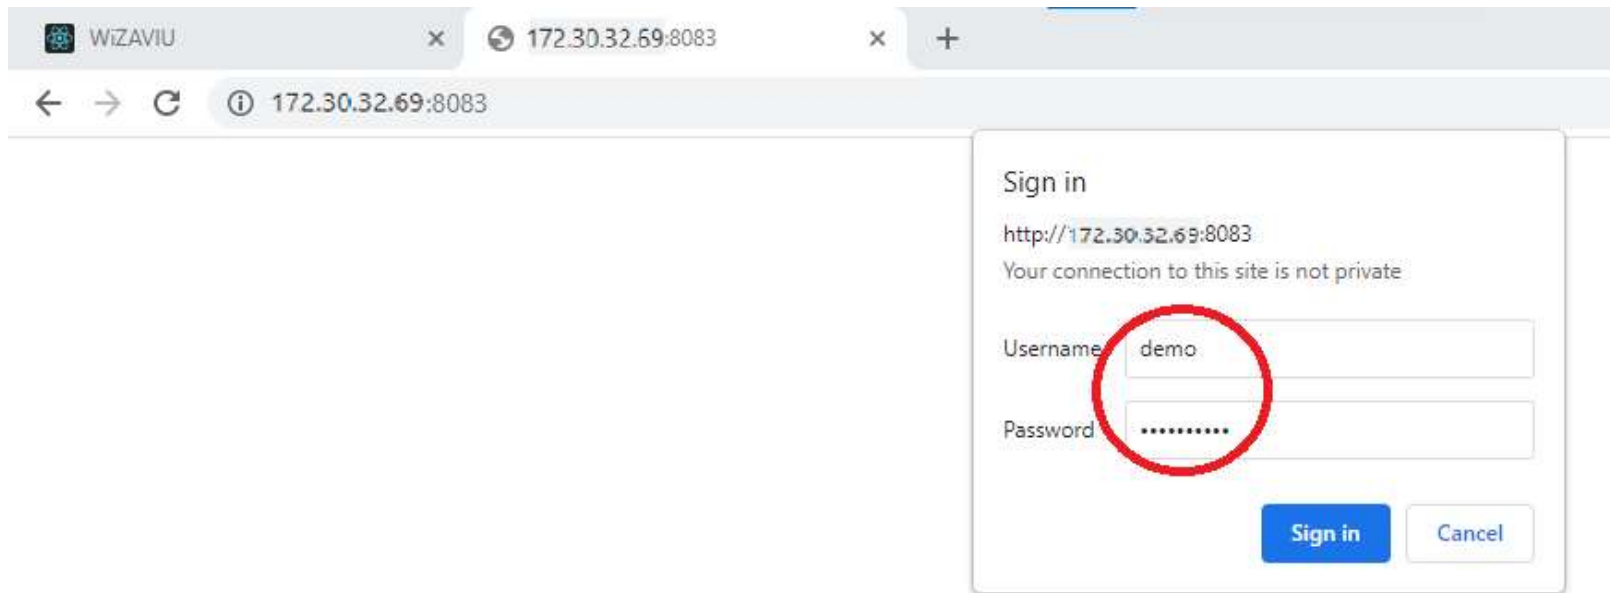 WiZAVIU
172.30.32.69:8083
172.30.32.69:8083
Sign in
http://172.30.32.69:8083
Your connection to this site is not private
Username
demo
Password
••••••••••
Sign in
Cancel